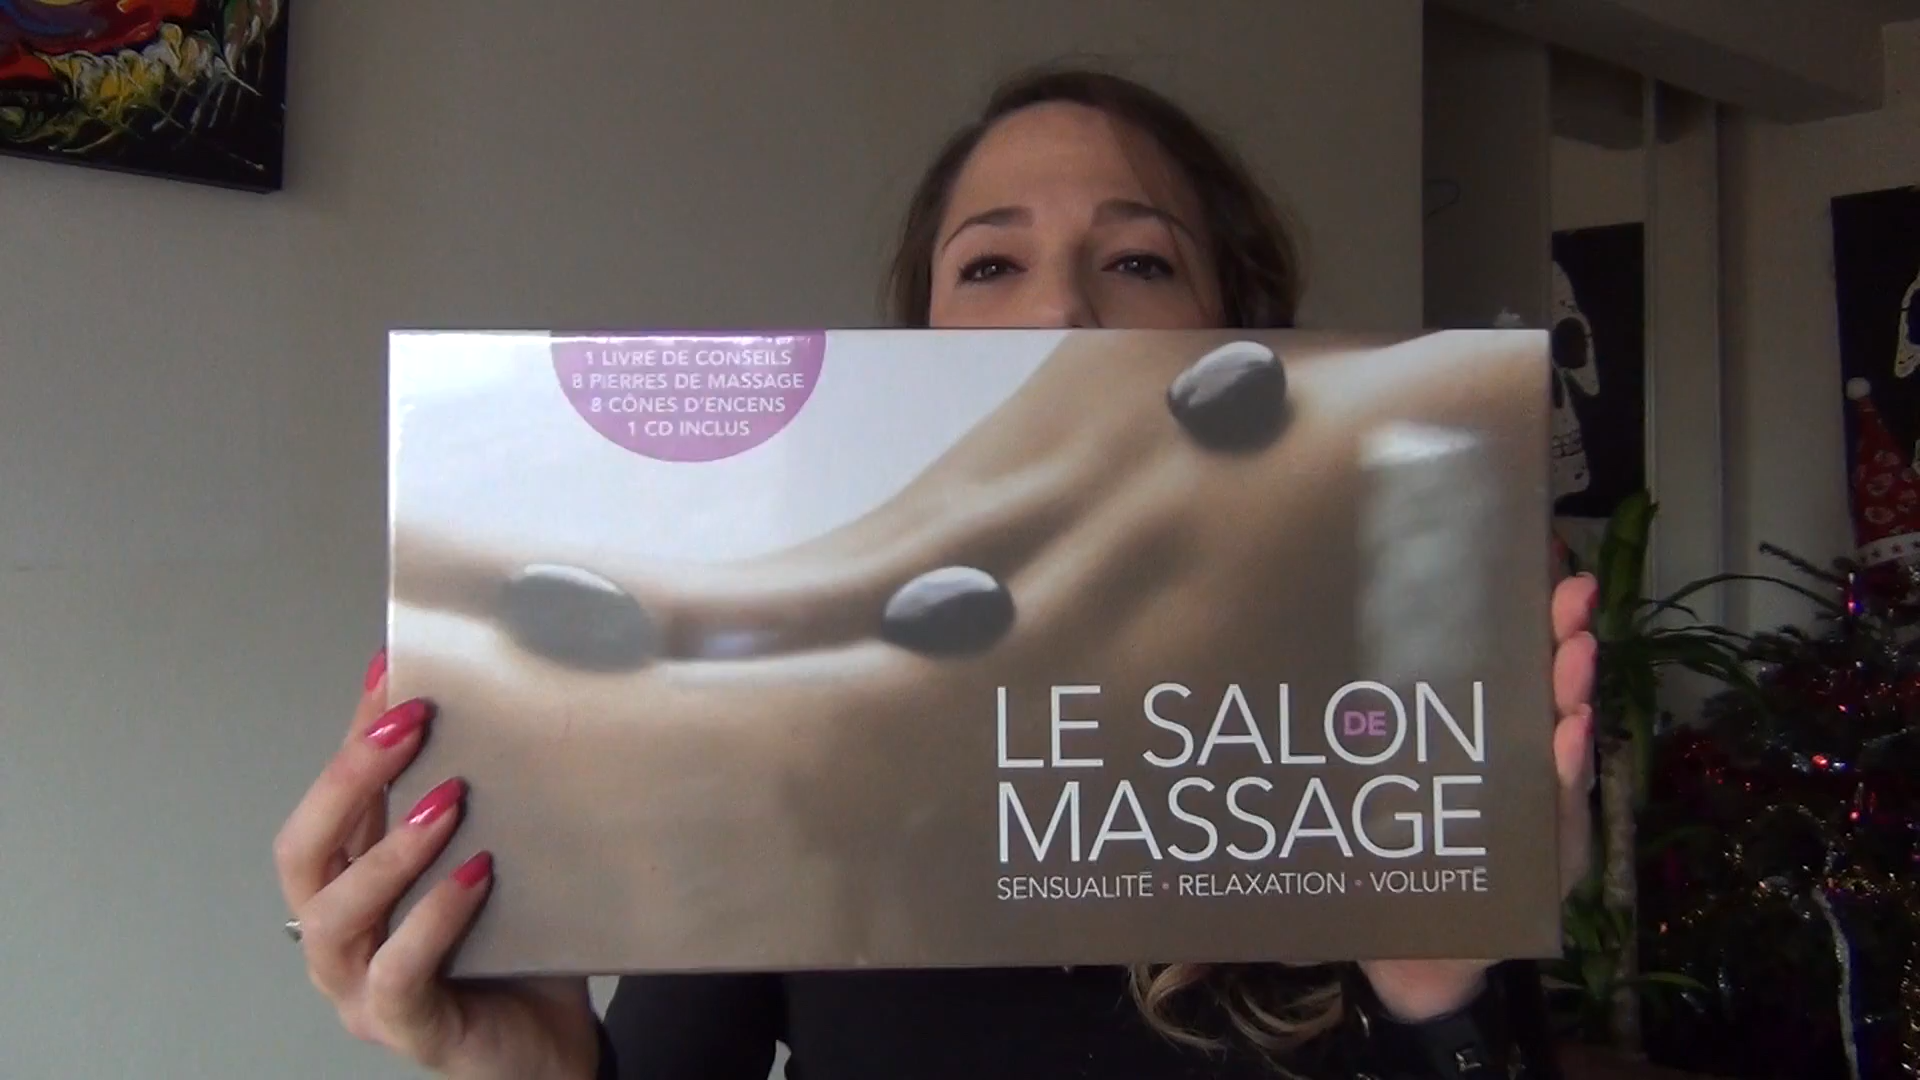 1 LIVRE DE CONSEILS
8 PIERRES DE MASSAGE
8 CÔNES D'ENCENS
1 CD INCLUS
LE SALON
DE
MASSAGE
SENSUALITÉ • RELAXATION • VOLUPTÉ